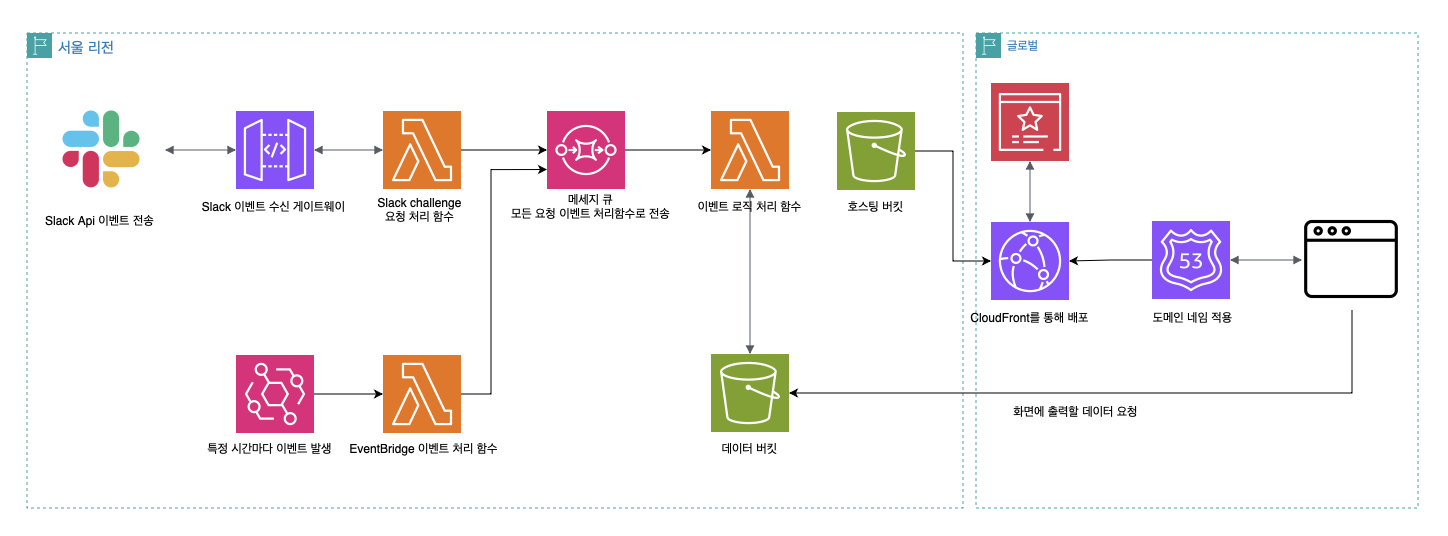 서울 리전
글로벌
Slack Api 이벤트 전송
Slack 이벤트 수신 게이트웨이
Slack challenge
요청 처리 함수
메세지 큐
모든 요청 이벤트 처리함수로 전송
이벤트 로직 처리 함수
호스팅 버킷
53
CloudFront를 통해 배포
도메인 네임 적용
특정 시간마다 이벤트 발생
EventBridge 이벤트 처리 함수
데이터 버킷
화면에 출력할 데이터 요청